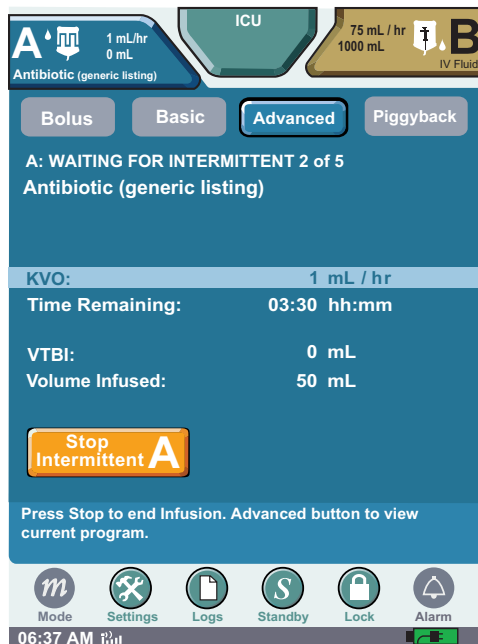 A
1 mL/hr
0 mL
Antibiotic (generic listing)
ICU
75 mL / hr
1000 mL
B
IV Fluid
Bolus Basic Advanced Piggyback
A: WAITING FOR INTERMITTENT 2 of 5
Antibiotic (generic listing)
KVO: 1 mL / hr
Time Remaining: 03:30 hh:mm
VTBI: 0 mL
Volume Infused: 50 mL
Stop
Intermittent A
Press Stop to end Infusion. Advanced button to view
current program.
m S
Mode Settings Logs Standby Lock Alarm
06:37 AM